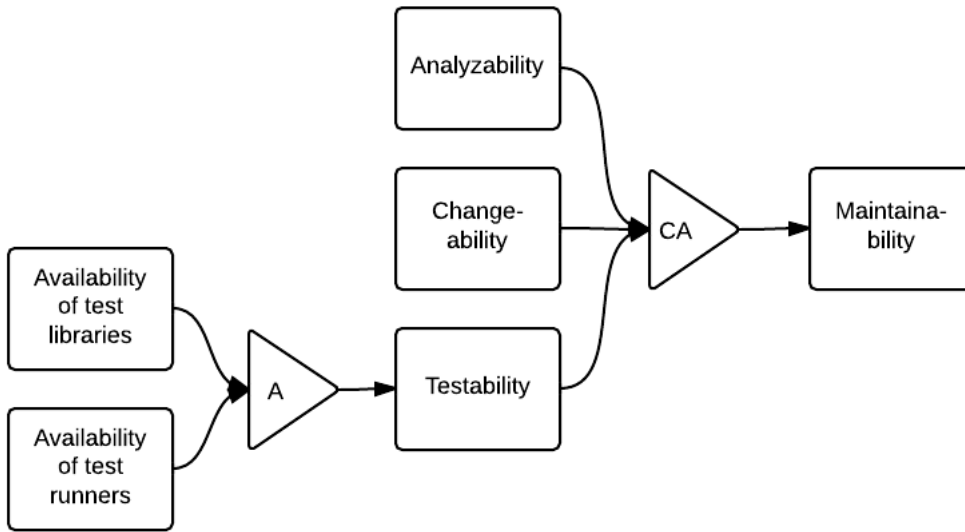 Analyzability
Change-
ability
CA
Maintaina-
bility
Availability
of test
libraries
A
Testability
Availability
of test
runners